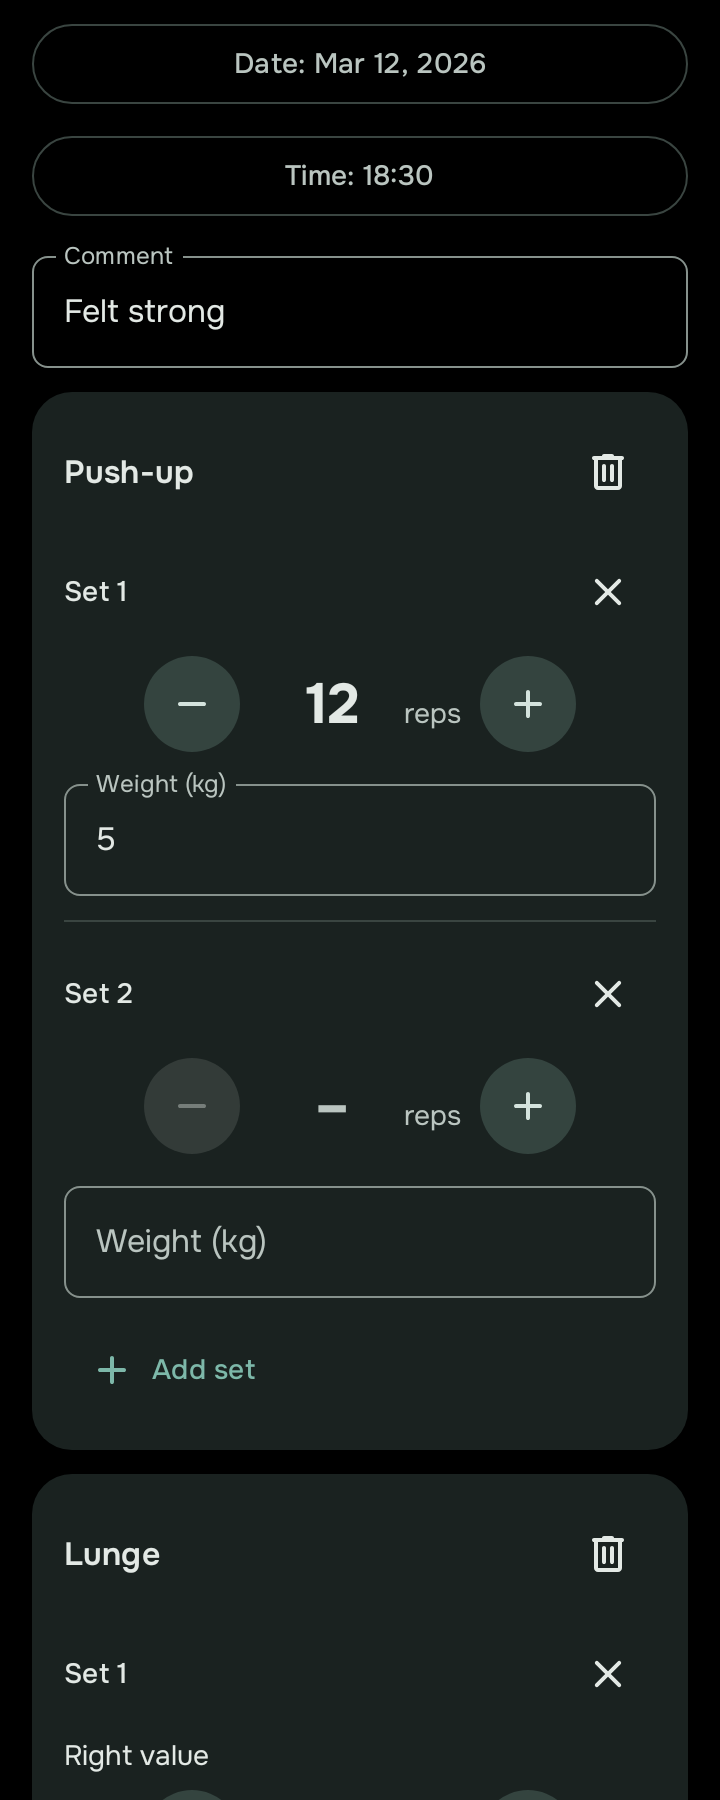 Date: Mar 12, 2026
Time: 18:30
Comment
Felt strong
Push-up
Set 1
12 reps
Weight (kg)
5
Set 2
– reps
Weight (kg)
Add set
Lunge
Set 1
Right value